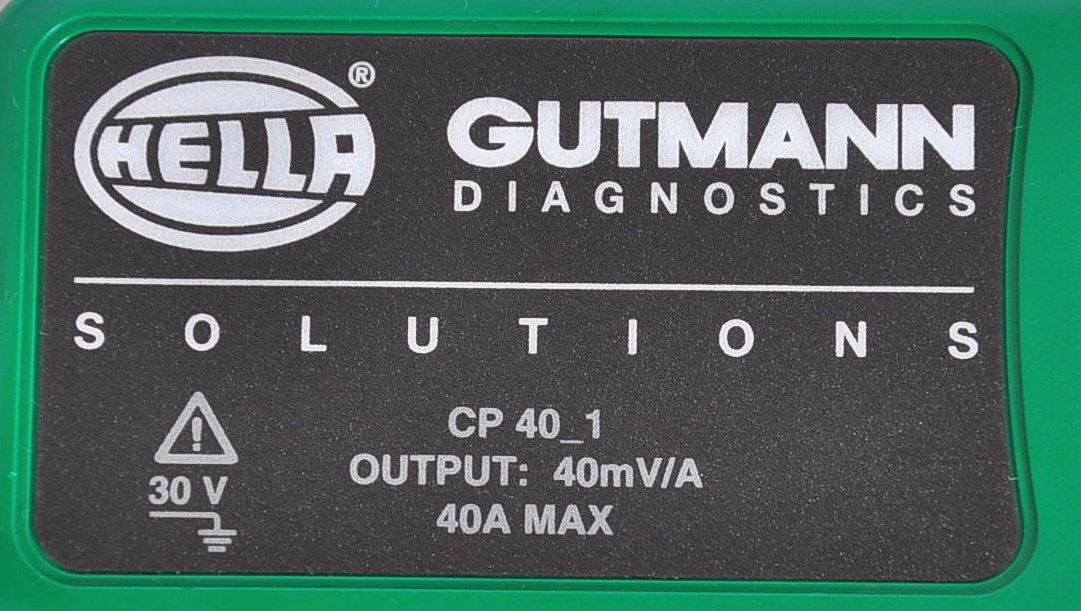 HELLA®
GUTMANN
DIAGNOSTICS
SOLUTIONS
CP 40_1
OUTPUT: 40mV/A
40A MAX
30 V